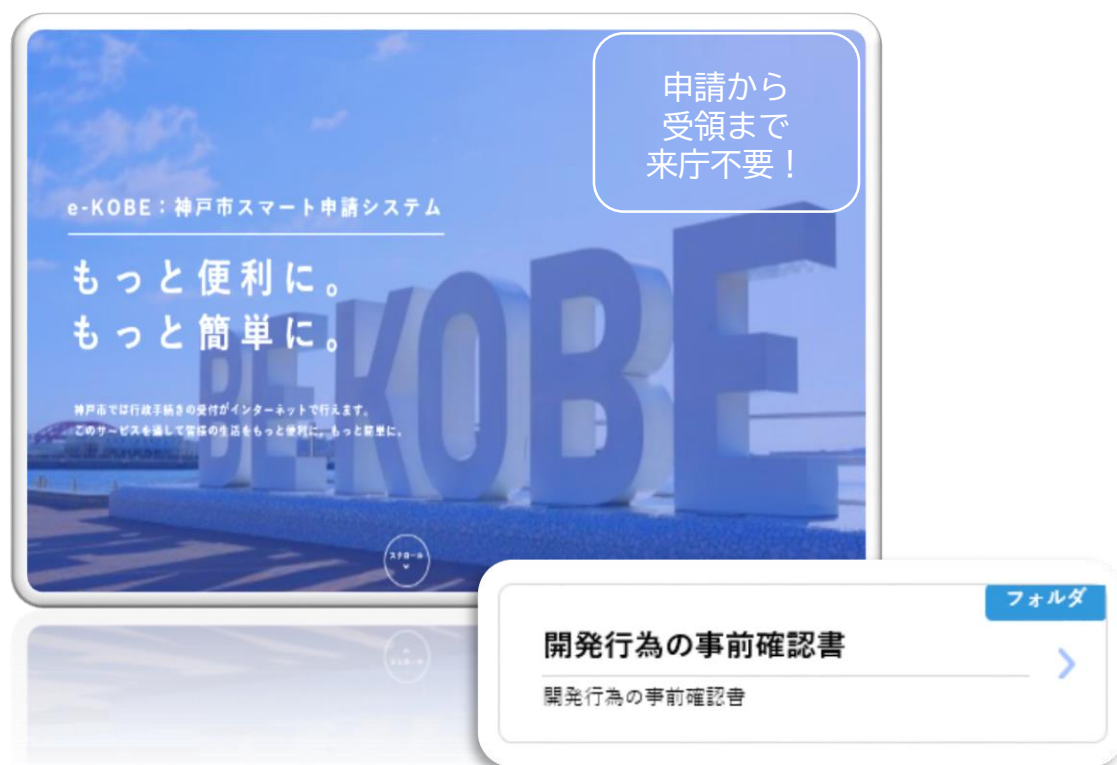 申請から
受領まで
来庁不要！
e-KOBE：神戸市スマート申請システム
もっと便利に。
もっと簡単に。
神戸市では行政手続きの受付がインターネットで行えます。
このサービスを通して皆様の生活をもっと便利に。もっと簡単に。
BE KOBE
スクロール
フォルダ
開発行為の事前確認書
開発行為の事前確認書